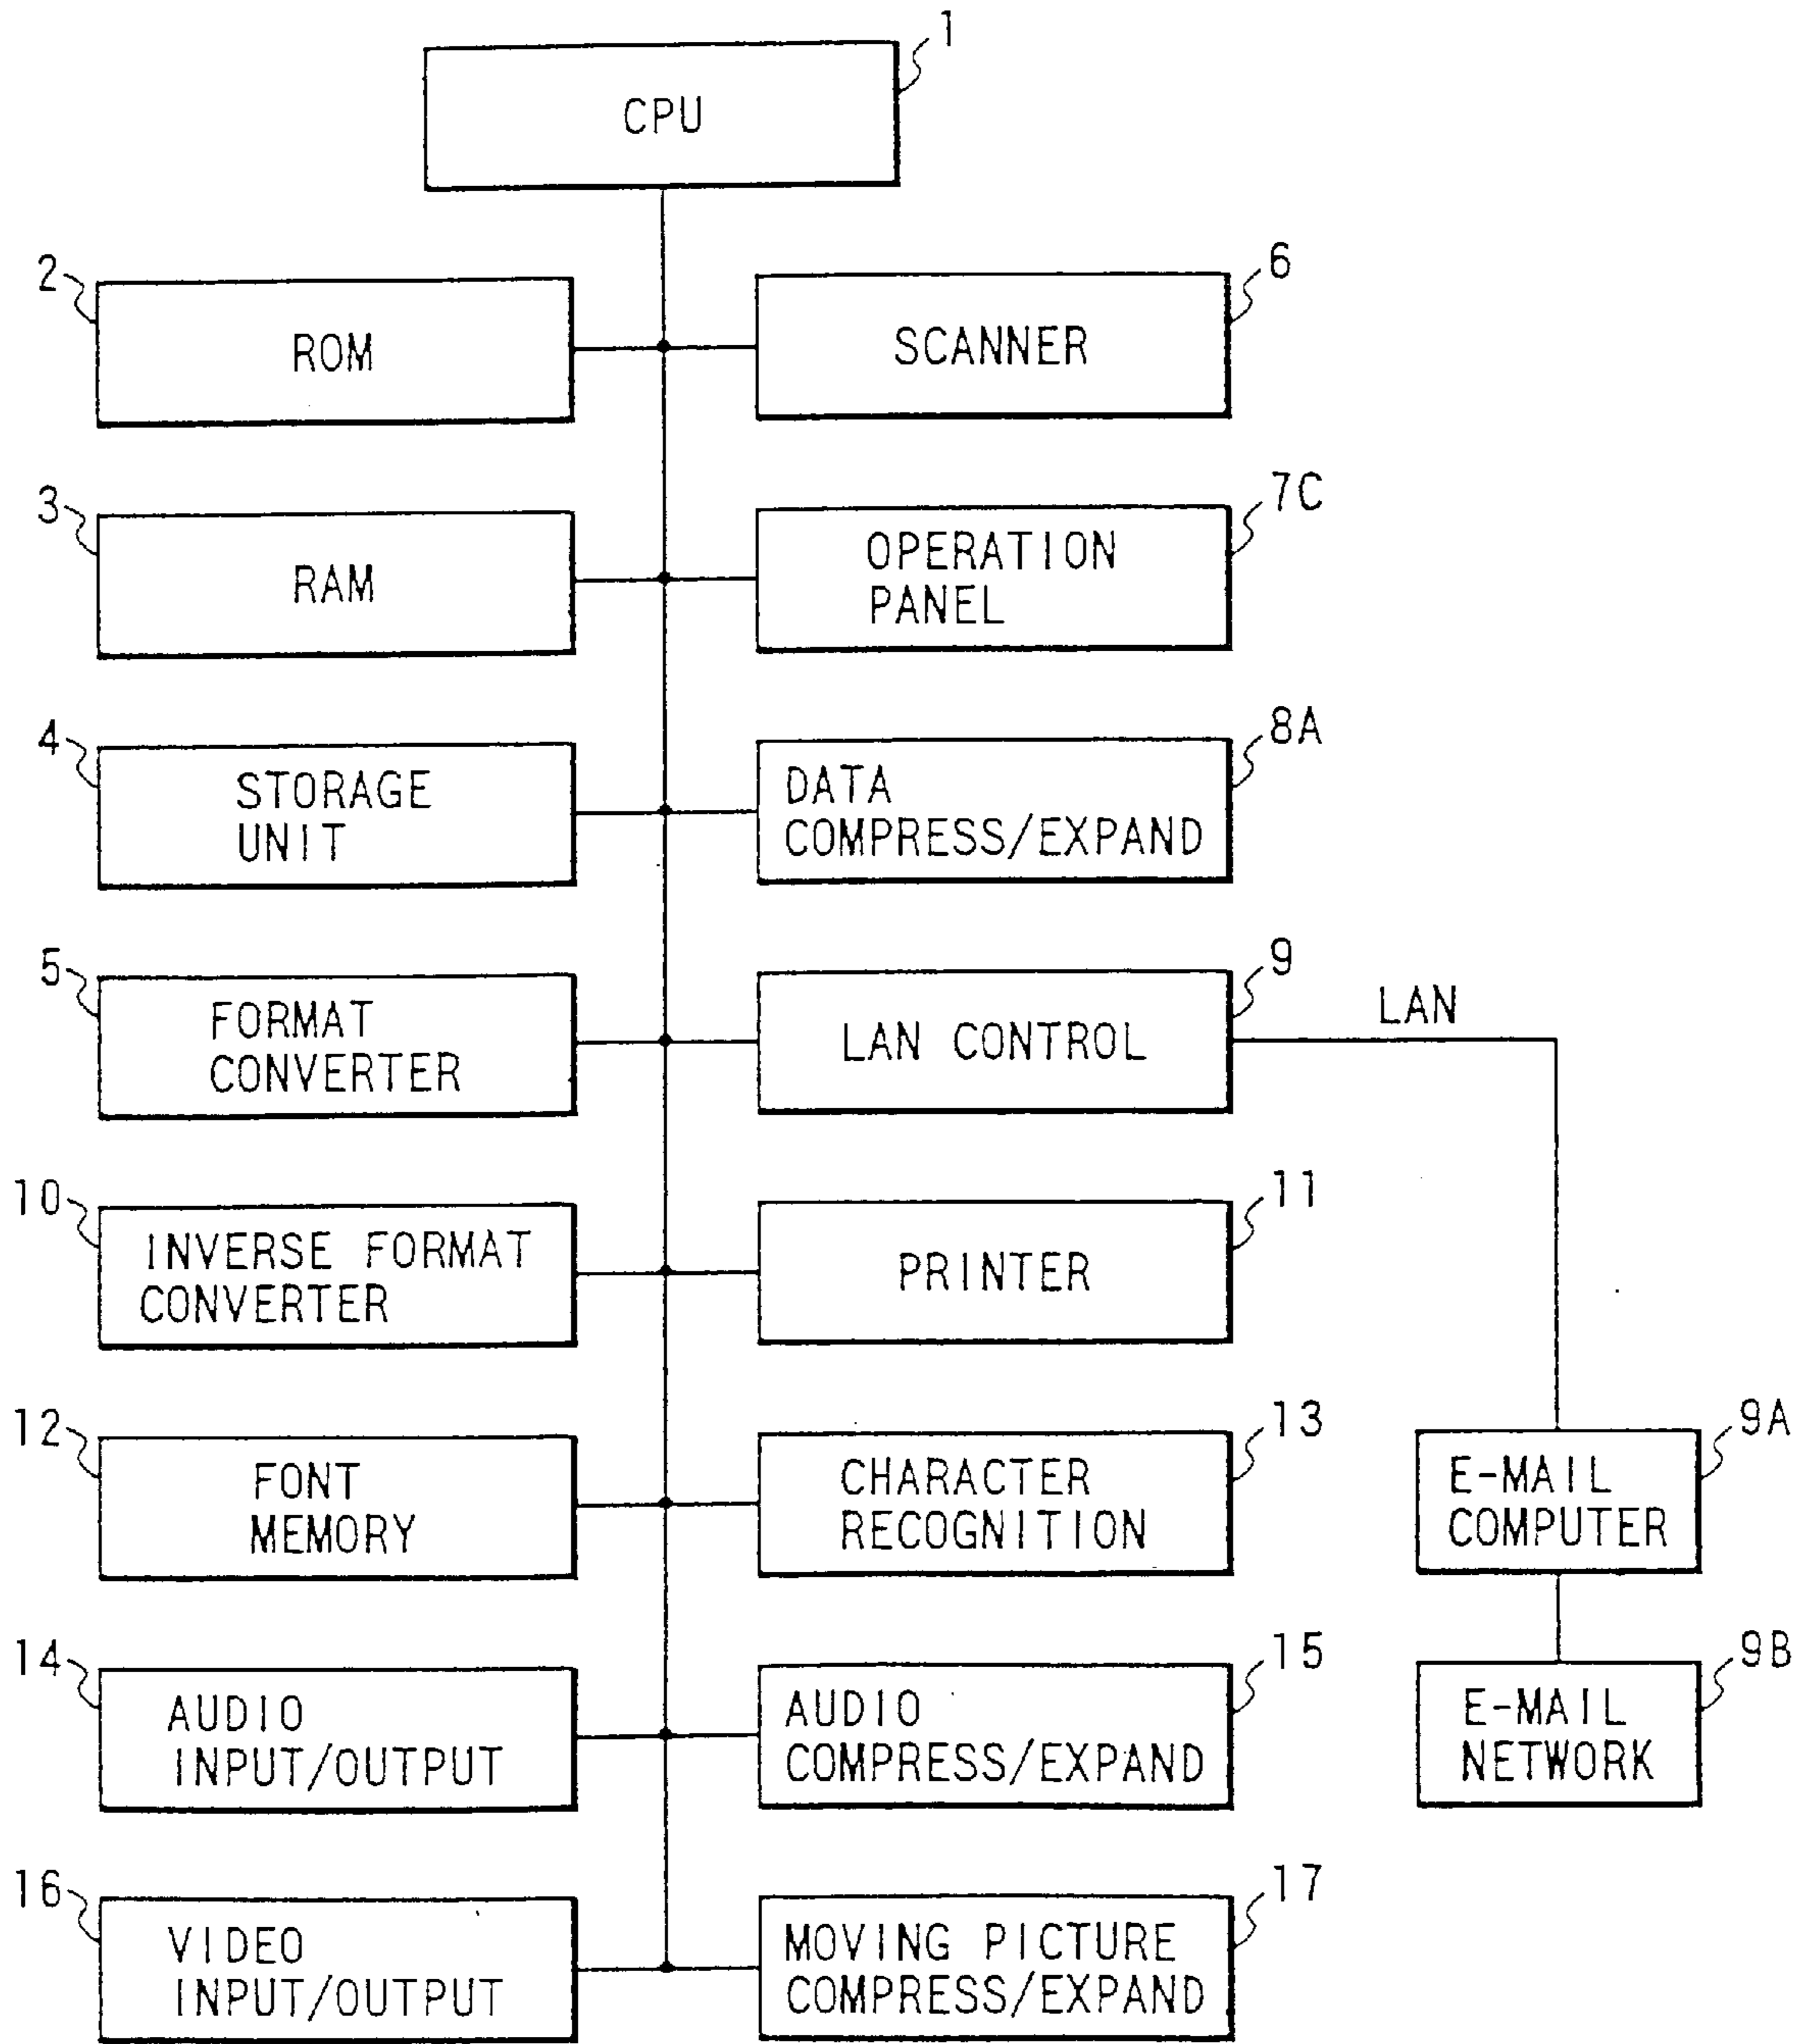 1
CPU
2
ROM
6
SCANNER
3
RAM
7C
OPERATION
PANEL
4
STORAGE
UNIT
8A
DATA
COMPRESS/EXPAND
5
FORMAT
CONVERTER
9
LAN CONTROL
LAN
10
INVERSE FORMAT
CONVERTER
11
PRINTER
12
FONT
MEMORY
13
CHARACTER
RECOGNITION
9A
E-MAIL
COMPUTER
14
AUDIO
INPUT/OUTPUT
15
AUDIO
COMPRESS/EXPAND
9B
E-MAIL
NETWORK
16
VIDEO
INPUT/OUTPUT
17
MOVING PICTURE
COMPRESS/EXPAND